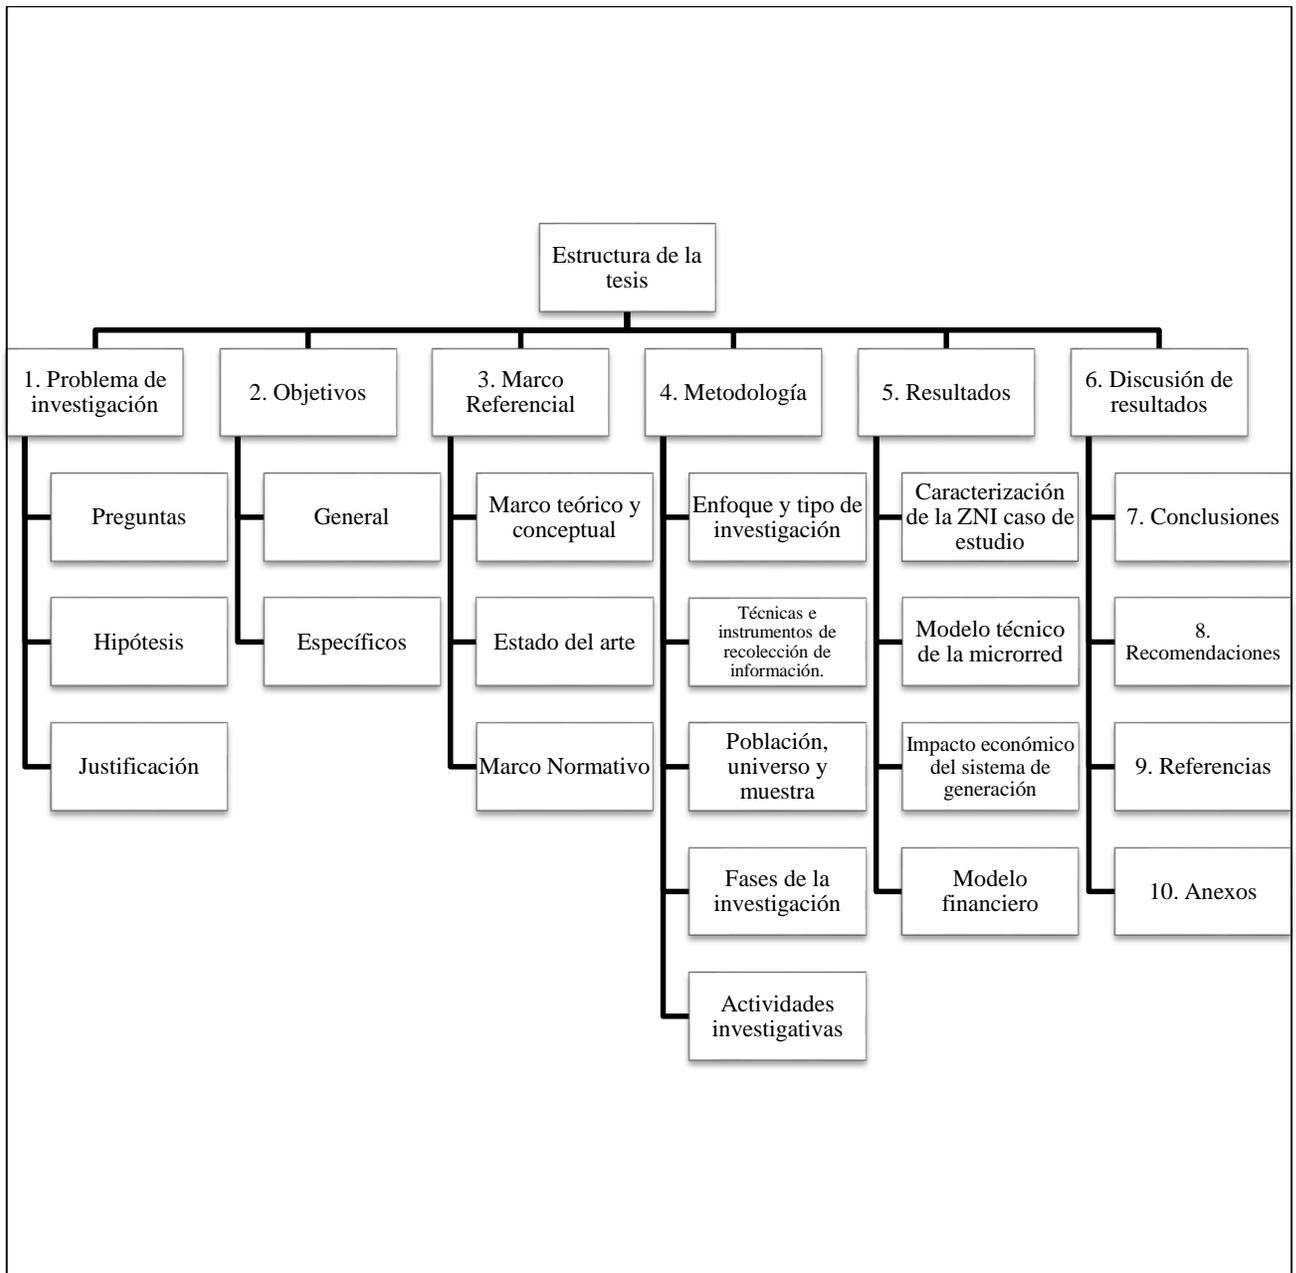 Estructura de la
tesis
1. Problema de
investigación
Preguntas
Hipótesis
Justificación
2. Objetivos
General
Específicos
3. Marco
Referencial
Marco teórico y
conceptual
Estado del arte
Marco Normativo
4. Metodología
Enfoque y tipo de
investigación
Técnicas e
instrumentos de
recolección de
información.
Población,
universo y
muestra
Fases de la
investigación
Actividades
investigativas
5. Resultados
Caracterización
de la ZNI caso de
estudio
Modelo técnico
de la microrred
Impacto económico
del sistema de
generación
Modelo
financiero
6. Discusión de
resultados
7. Conclusiones
8.
Recomendaciones
9. Referencias
10. Anexos